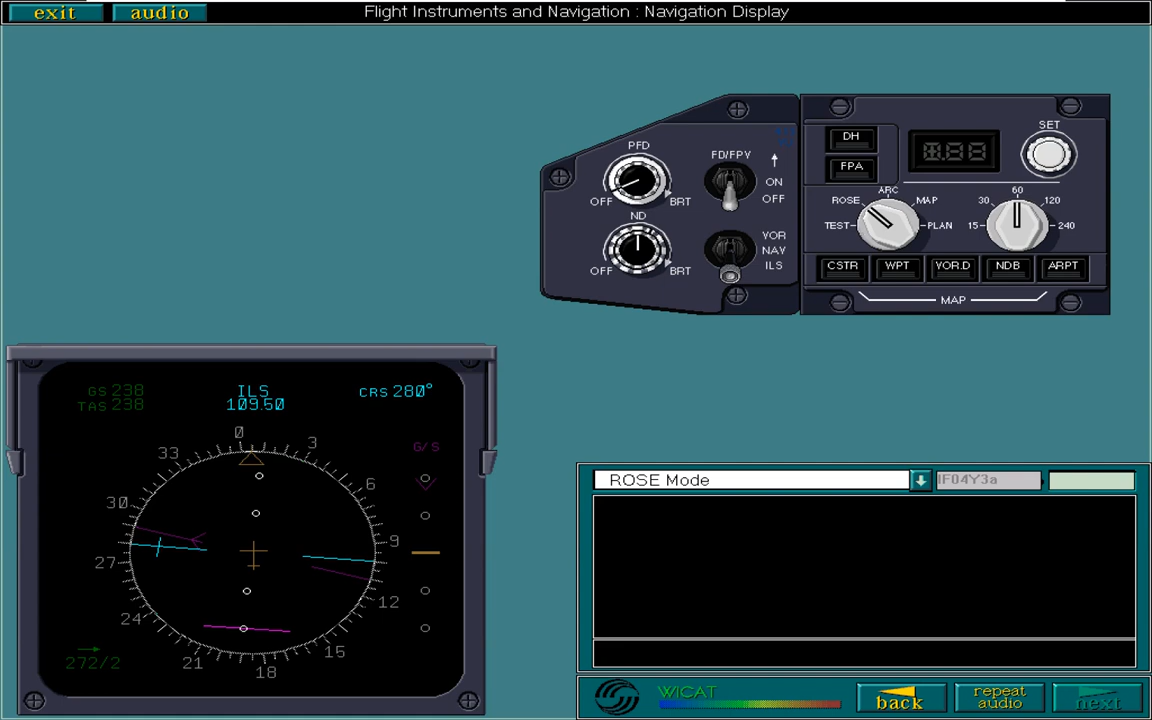 exit
audio
Flight Instruments and Navigation : Navigation Display
PFD
OFF
BRT
ND
OFF
BRT
FD/FPV
ON
OFF
VOR
NAV
ILS
DH
FPA
SET
ROSE
ARC
MAP
TEST
PLAN
15
30
60
120
240
CSTR
WPT
VOR.D
NDB
ARPT
MAP
GS 238
TAS 238
ILS
109.50
CRS 280°
G/S
0
3
6
9
12
15
18
21
24
27
30
33
272/2
ROSE Mode
IF04Y3a
WICAT
back
repeat
audio
next